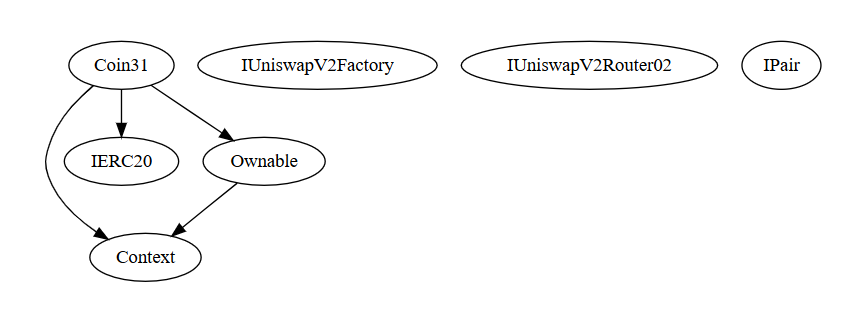 Coin31
IUniswapV2Factory
IUniswapV2Router02
IPair
IERC20
Ownable
Context